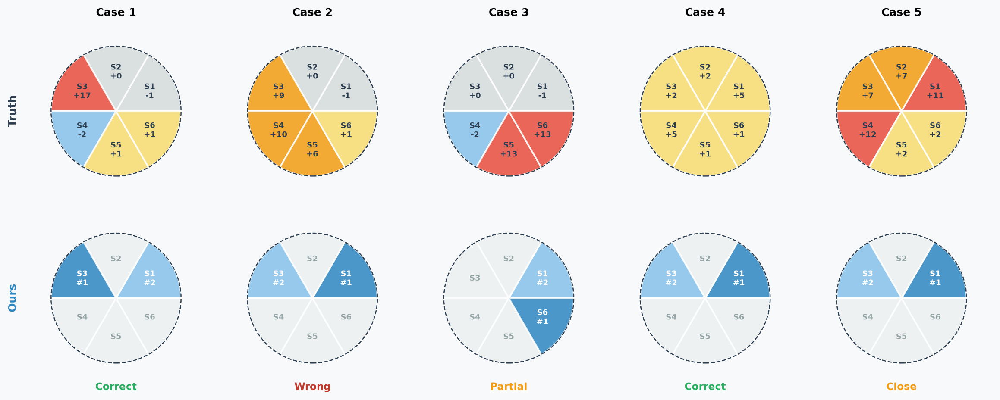 Case 1
Case 2
Case 3
Case 4
Case 5
Truth
S2
+0
S1
-1
S3
+17
S4
-2
S6
+1
S5
+1
S2
+0
S1
-1
S3
+9
S4
+10
S6
+1
S5
+6
S2
+0
S1
-1
S3
+0
S4
-2
S6
+13
S5
+13
S2
+2
S1
+5
S3
+2
S4
+5
S6
+1
S5
+1
S2
+7
S1
+11
S3
+7
S4
+12
S6
+2
S5
+2
Ours
S2
S3
#1
S1
#2
S4
S6
S5
S2
S3
#2
S1
#1
S4
S6
S5
S2
S1
#2
S3
S4
S6
#1
S5
S2
S3
#2
S1
#1
S4
S6
S5
S2
S3
#2
S1
#1
S4
S6
S5
Correct
Wrong
Partial
Correct
Close